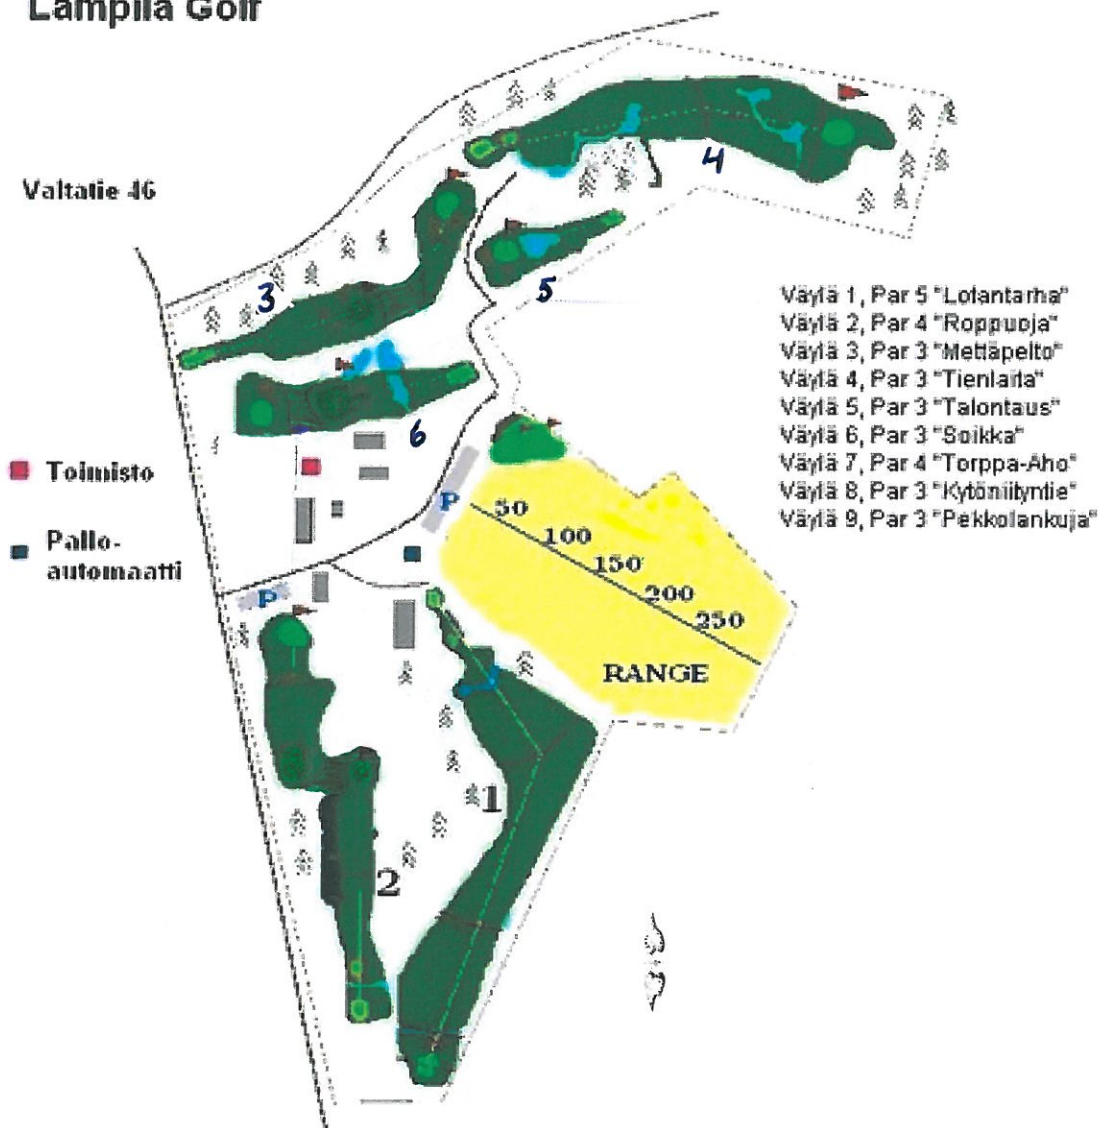 Lampila Golf
Valtatie 46
3
4
5
6
Väylä 1, Par 5 "Lotantarha"
Väylä 2, Par 4 "Roppuoja"
Väylä 3, Par 3 "Mettäpelto"
Väylä 4, Par 3 "Tienlaita"
Väylä 5, Par 3 "Talontaus"
Väylä 6, Par 3 "Soikka"
Väylä 7, Par 4 "Torppa-Aho"
Väylä 8, Par 3 "Kytöniityntie"
Väylä 9, Par 3 "Pekkolankuja"
Toimisto
Pallo-
automaatti
P
50
100
150
200
250
RANGE
P
1
2